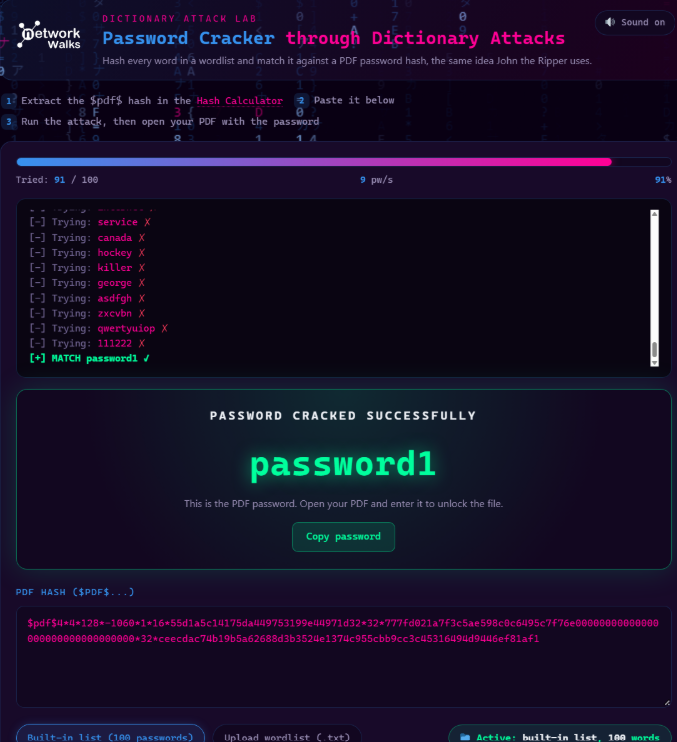 network
Walks
DICTIONARY ATTACK LAB
Password Cracker through Dictionary Attacks
Hash every word in a wordlist and match it against a PDF password hash, the same idea John the Ripper uses.
Sound on
1 Extract the $pdf$ hash in the Hash Calculator 2 Paste it below
3 Run the attack, then open your PDF with the password
Tried: 91 / 100 9 pw/s 91%
[-] Trying: service ✗
[-] Trying: canada ✗
[-] Trying: hockey ✗
[-] Trying: killer ✗
[-] Trying: george ✗
[-] Trying: asdfgh ✗
[-] Trying: zxcvbn ✗
[-] Trying: qwertyuiop ✗
[-] Trying: 111222 ✗
[+] MATCH password1 ✓
PASSWORD CRACKED SUCCESSFULLY
password1
This is the PDF password. Open your PDF and enter it to unlock the file.
Copy password
PDF HASH ($PDF$...)
$pdf$4*4*128*-1060*1*16*55d1a5c14175da449753199e44971d32*32*777fd021a7f3c5ae598c0c6495c7f76e00000000000000
000000000000000000*32*ceecdac74b19b5a62688d3b3524e1374c955cbb9cc3c45316494d9446ef81af1
Built-in list (100 passwords) Upload wordlist (.txt) Active: built-in list, 100 words